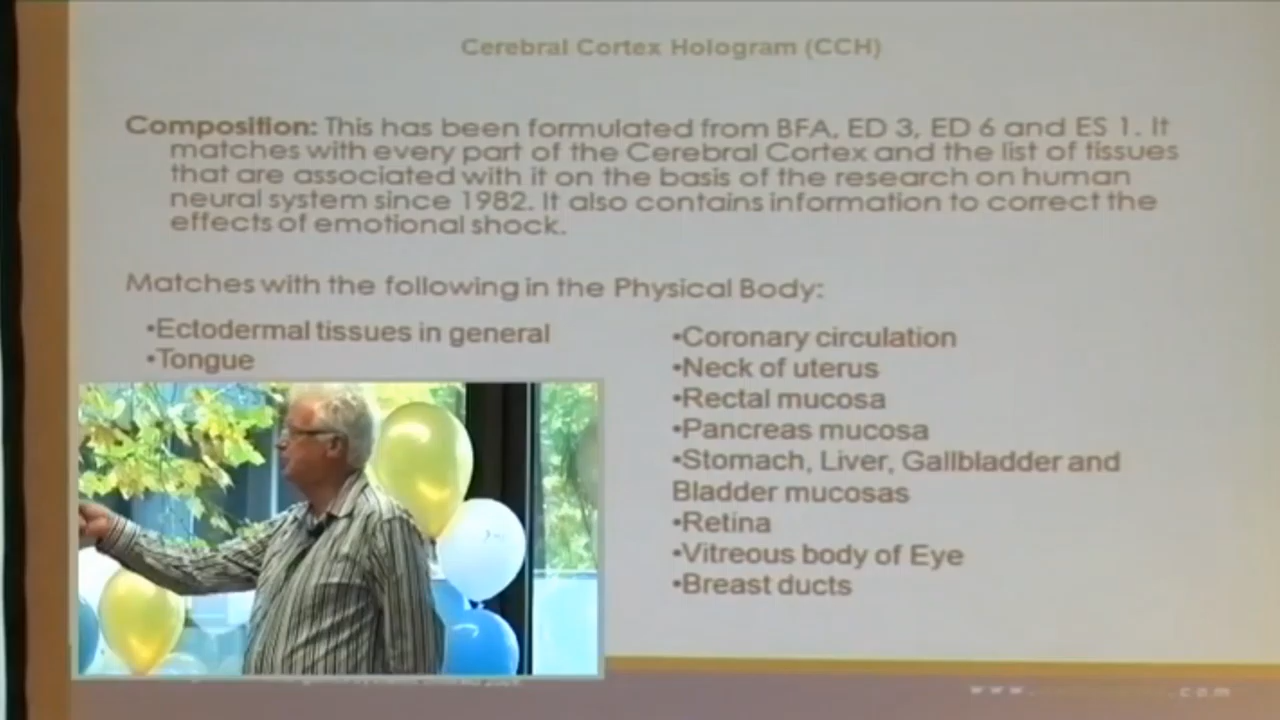 Cerebral Cortex Hologram (CCH)
Composition: This has been formulated from BFA, ED 3, ED 6 and ES 1. It
matches with every part of the Cerebral Cortex and the list of tissues
that are associated with it on the basis of the research on human
neural system since 1982. It also contains information to correct the
effects of emotional shock.
Matches with the following in the Physical Body:
•Ectodermal tissues in general
•Tongue
•Coronary circulation
•Neck of uterus
•Rectal mucosa
•Pancreas mucosa
•Stomach, Liver, Gallbladder and
Bladder mucosas
•Retina
•Vitreous body of Eye
•Breast ducts